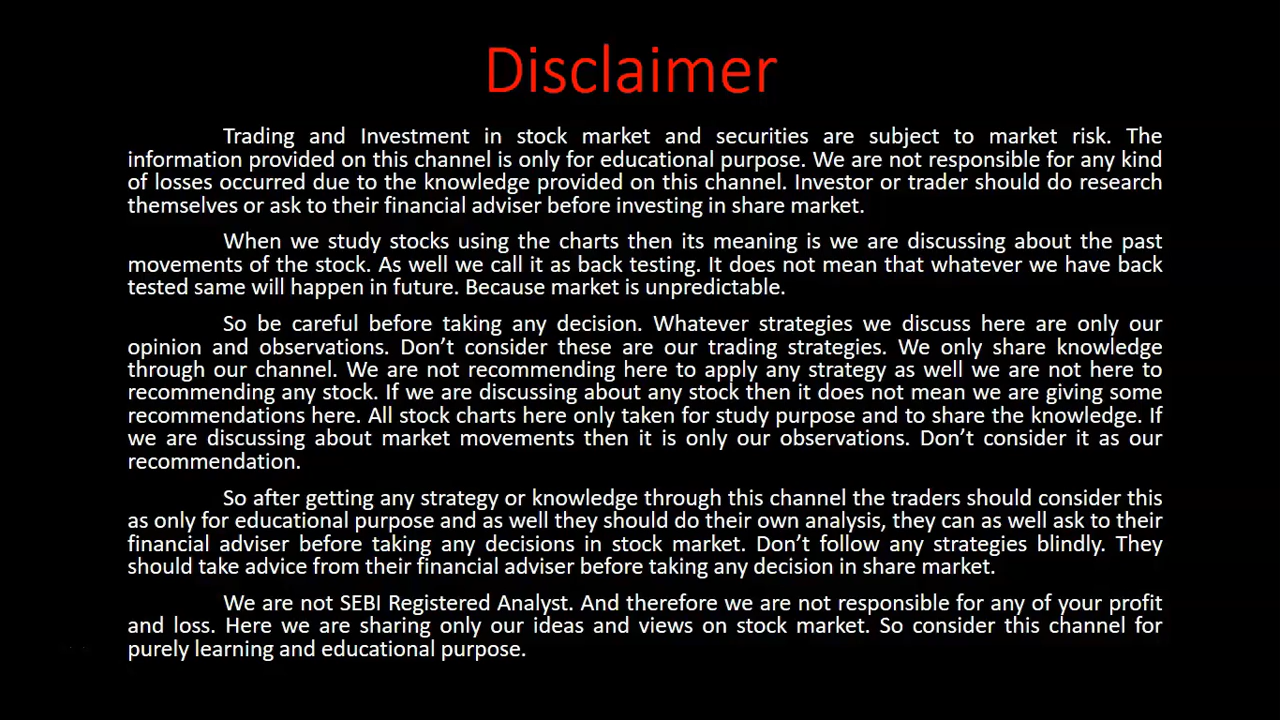 Disclaimer
Trading and Investment in stock market and securities are subject to market risk. The
information provided on this channel is only for educational purpose. We are not responsible for any kind
of losses occurred due to the knowledge provided on this channel. Investor or trader should do research
themselves or ask to their financial adviser before investing in share market.
When we study stocks using the charts then its meaning is we are discussing about the past
movements of the stock. As well we call it as back testing. It does not mean that whatever we have back
tested same will happen in future. Because market is unpredictable.
So be careful before taking any decision. Whatever strategies we discuss here are only our
opinion and observations. Don’t consider these are our trading strategies. We only share knowledge
through our channel. We are not recommending here to apply any strategy as well we are not here to
recommending any stock. If we are discussing about any stock then it does not mean we are giving some
recommendations here. All stock charts here only taken for study purpose and to share the knowledge. If
we are discussing about market movements then it is only our observations. Don’t consider it as our
recommendation.
So after getting any strategy or knowledge through this channel the traders should consider this
as only for educational purpose and as well they should do their own analysis, they can as well ask to their
financial adviser before taking any decisions in stock market. Don’t follow any strategies blindly. They
should take advice from their financial adviser before taking any decision in share market.
We are not SEBI Registered Analyst. And therefore we are not responsible for any of your profit
and loss. Here we are sharing only our ideas and views on stock market. So consider this channel for
purely learning and educational purpose.